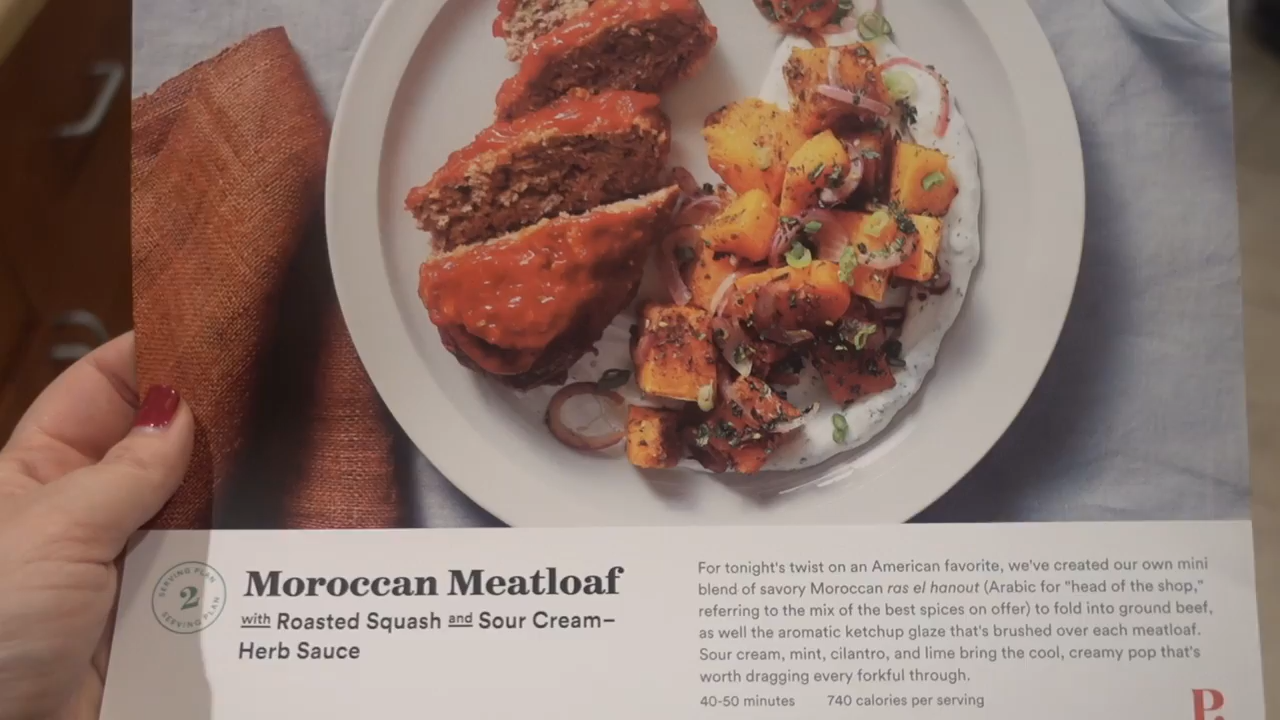 SERVING PLAN
2
SERVING PLAN
Moroccan Meatloaf
with Roasted Squash and Sour Cream–
Herb Sauce
For tonight's twist on an American favorite, we've created our own mini
blend of savory Moroccan ras el hanout (Arabic for "head of the shop,"
referring to the mix of the best spices on offer) to fold into ground beef,
as well the aromatic ketchup glaze that's brushed over each meatloaf.
Sour cream, mint, cilantro, and lime bring the cool, creamy pop that's
worth dragging every forkful through.
40-50 minutes 740 calories per serving
P.